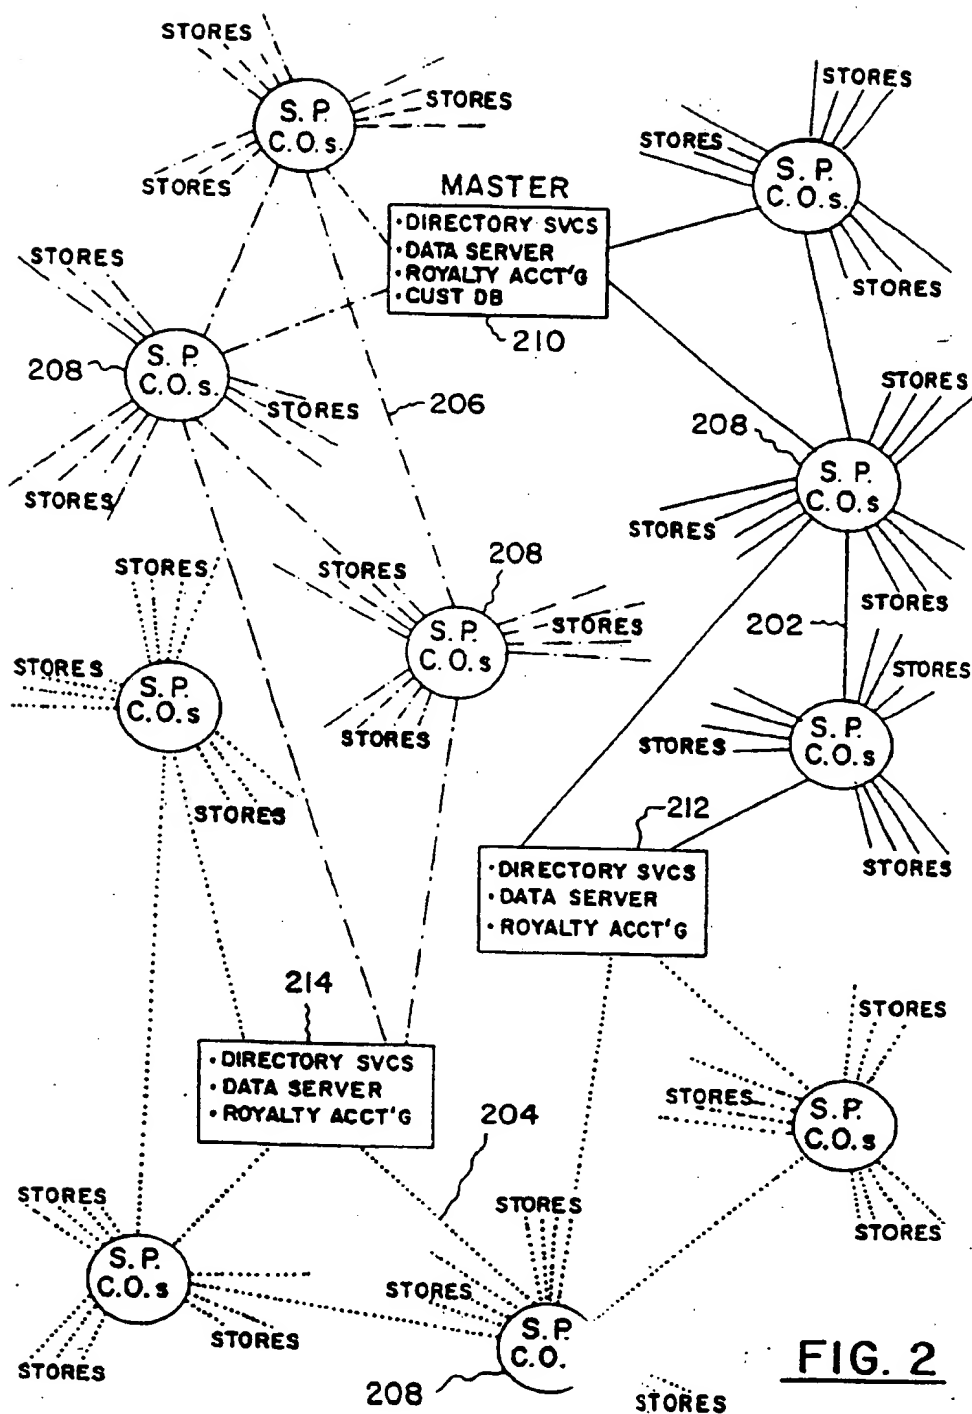 STORES
S. P.
C.O.s.
STORES
STORES
STORES
STORES
S. P.
C.O.s.
STORES
MASTER
• DIRECTORY SVCS
• DATA SERVER
• ROYALTY ACCT'G
• CUST DB
210
STORES
208
S. P.
C.O.s.
STORES
STORES
206
STORES
208
S. P.
C.O.s
STORES
STORES
202
STORES
208
S. P.
C.O.s
STORES
STORES
STORES
STORES
S.P.
C.O.s
STORES
STORES
S. P.
C.O.s
STORES
STORES
212
• DIRECTORY SVCS
• DATA SERVER
• ROYALTY ACCT'G
214
• DIRECTORY SVCS
• DATA SERVER
• ROYALTY ACCT'G
204
STORES
STORES
S.P.
C.O.s
STORES
STORES
S.P.
C.O.s
STORES
STORES
STORES
STORES
S.P.
C.O.
208
STORES
FIG. 2